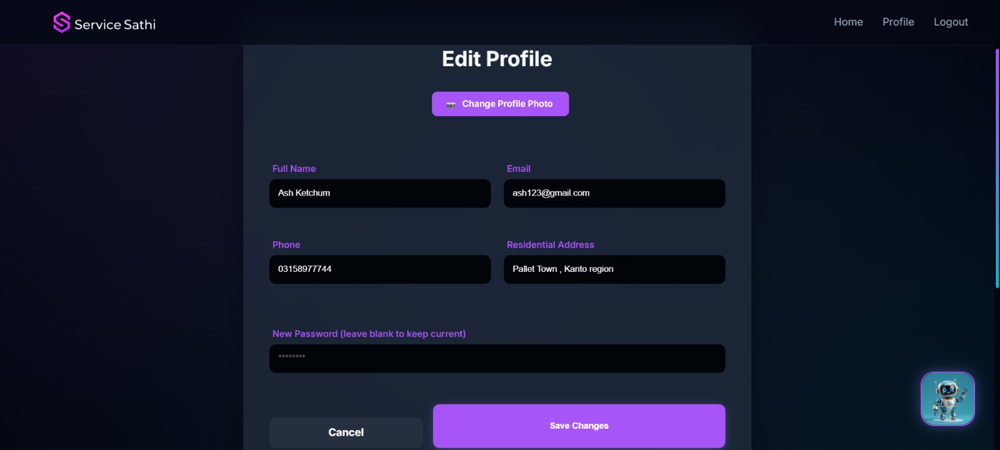 Service Sathi
Home Profile Logout
Edit Profile
Change Profile Photo
Full Name
Ash Ketchum
Email
ash123@gmail.com
Phone
03158977744
Residential Address
Pallet Town , Kanto region
New Password (leave blank to keep current)
********
Cancel
Save Changes